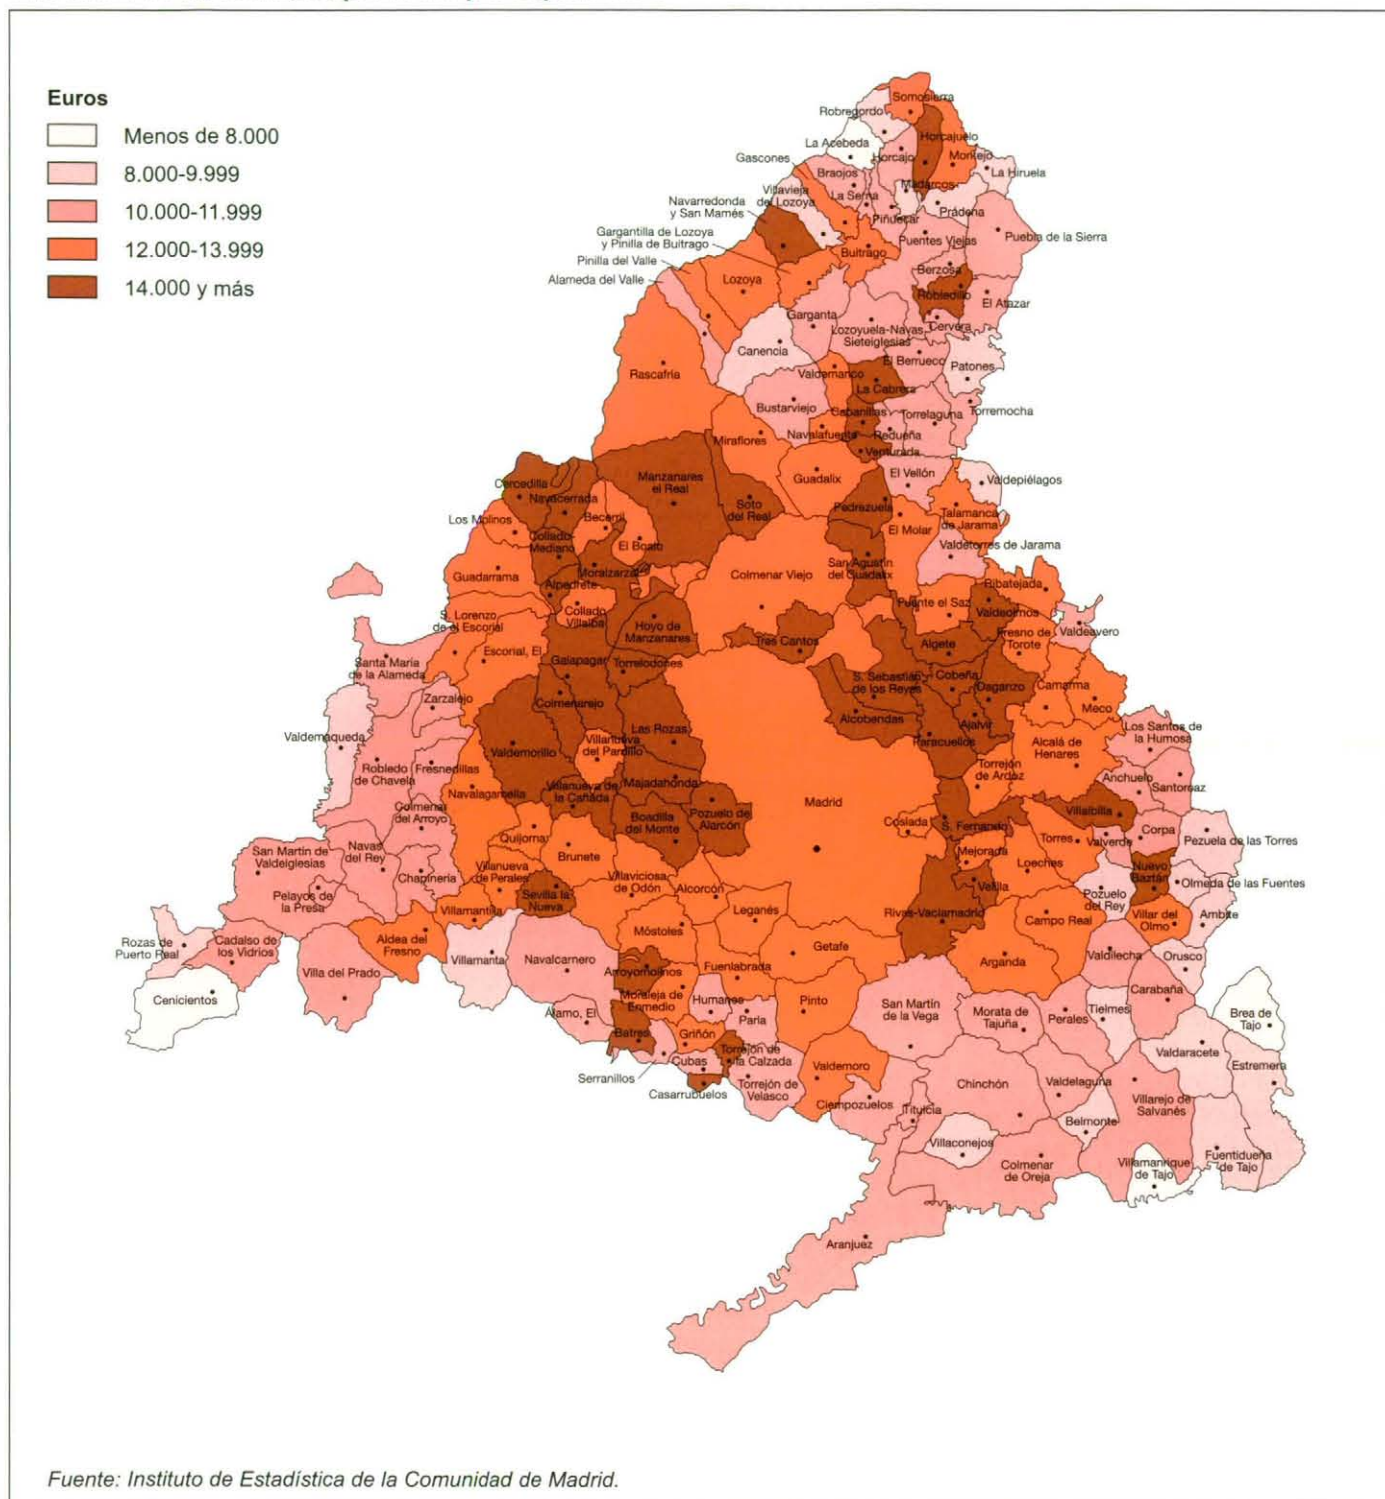 Euros
Menos de 8.000
8.000-9.999
10.000-11.999
12.000-13.999
14.000 y más
Somosierra
Robregordo
La Acebeda
Horcajuelo
Horcajo
Montejo
Gascones
Braojos
La Hiruela
Madarcos
Villavieja
del Lozoya
La Serna
Navarredonda
y San Mamés
Piñuecar
Prádena
Gargantilla de Lozoya
y Pinilla de Buitrago
Puentes Viejas
Puebla de la Sierra
Buitrago
Pinilla del Valle
Berzosa
Alameda del Valle
Lozoya
Robledillo
El Atazar
Garganta
Lozoyuela-Navas
Sieteiglesias
Cervera
Canencia
El Berrueco
Patones
Rascafría
Valdemanco
La Cabrera
Bustarviejo
Cabanillas
Torrelaguna
Torremocha
Miraflores
Navalafuente
Redueña
Venturada
Manzanares
el Real
Guadalix
El Vellón
Valdepiélagos
Cercedilla
Navacerrada
Soto
del Real
Pedrezuela
Talamanca
de Jarama
Los Molinos
Becerril
El Molar
Collado-
Mediano
El Boalo
Valdetorres de Jarama
Guadarrama
Moralzarzal
Colmenar Viejo
San Agustín
del Guadalix
Ribatejada
Alpedrete
Puente el Saz
Valdeolmos
S. Lorenzo
de el Escorial
Collado
Villalba
Hoyo de
Manzanares
Tres Cantos
Algete
Fresno de
Torote
Valdeavero
Santa María
de la Alameda
Escorial, El
Galapagar
Torrelodones
S. Sebastián
de los Reyes
Cobeña
Daganzo
Camarma
Meco
Zarzalejo
Colmenarejo
Alcobendas
Ajalvir
Valdemaqueda
Valdemorillo
Las Rozas
Villanueva
del Pardillo
Paracuellos
Alcalá de
Henares
Los Santos de
la Humosa
Robledo
de Chavela
Fresnedillas
Majadahonda
Torrejón
de Ardoz
Anchuelo
Santorcaz
Navalagamella
Villanueva de
la Cañada
Madrid
Colmenar
del Arroyo
Boadilla
del Monte
Pozuelo de
Alarcón
Coslada
S. Fernando
Villalbilla
Quijorna
Torres
Valverde
Corpa
Pezuela de las Torres
San Martín de
Valdeiglesias
Navas
del Rey
Brunete
Mejorada
Loeches
Chapinería
Villanueva
de Perales
Villaviciosa
de Odón
Alcorcón
Velilla
Nuevo
Baztán
Olmeda de las Fuentes
Pelayos de
la Presa
Sevilla la
Nueva
Pozuelo
del Rey
Villamantilla
Leganés
Rivas-Vaciamadrid
Campo Real
Villar del
Olmo
Ambite
Rozas de
Puerto Real
Cadalso de
los Vidrios
Aldea del
Fresno
Móstoles
Getafe
Villamanta
Navalcarnero
Arganda
Valdilecha
Orusco
Villa del Prado
Arroyomolinos
Fuenlabrada
Cenicientos
Moraleja de
Enmedio
Humanes
Pinto
San Martín
de la Vega
Carabaña
Álamo, El
Parla
Morata de
Tajuña
Perales
Tielmes
Brea de
Tajo
Batres
Griñón
Valdaracete
Serranillos
Cubas
Torrejón de
la Calzada
Valdemoro
Estremera
Casarrubuelos
Torrejón de
Velasco
Chinchón
Valdelaguna
Ciempozuelos
Titulcia
Villarejo de
Salvanés
Belmonte
Villaconejos
Colmenar
de Oreja
Villamanrique
de Tajo
Fuentidueña
de Tajo
Aranjuez
Fuente: Instituto de Estadística de la Comunidad de Madrid.